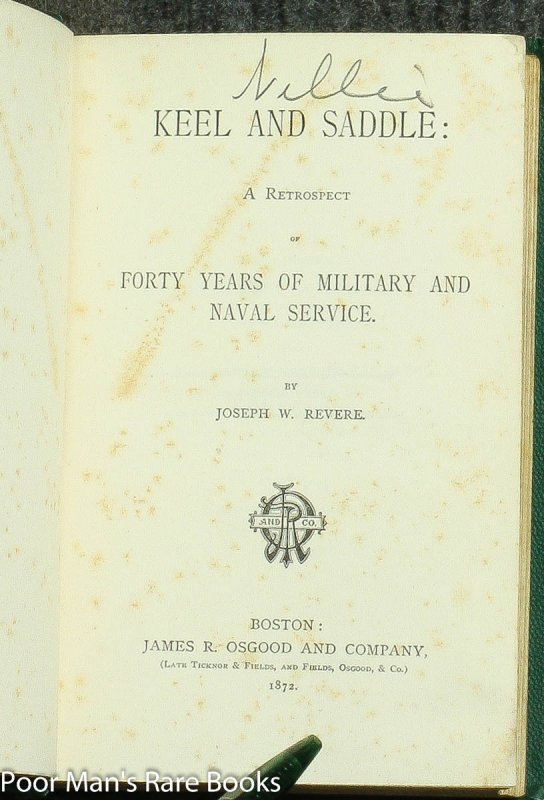 Nellie
KEEL AND SADDLE:
A RETROSPECT
OF
FORTY YEARS OF MILITARY AND
NAVAL SERVICE.
BY
JOSEPH W. REVERE.
AND CO.
BOSTON:
JAMES R. OSGOOD AND COMPANY,
(LATE TICKNOR & FIELDS, AND FIELDS, OSGOOD, & CO.)
1872.
Poor Man's Rare Books